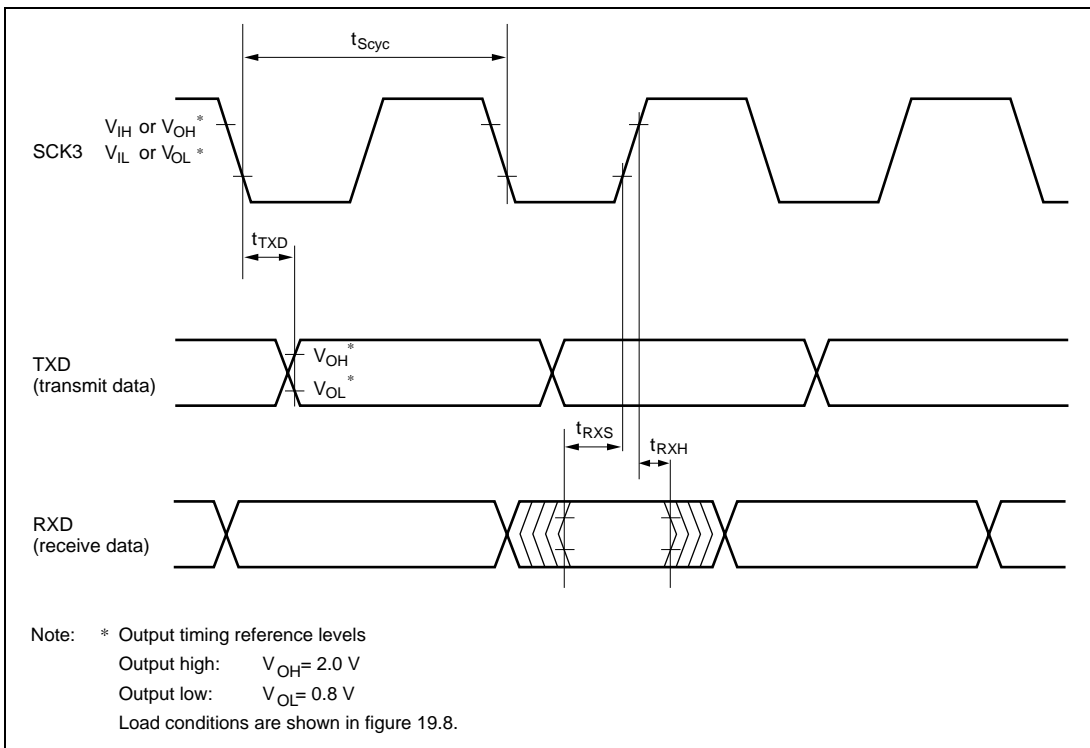 tScyc
VIH or VOH*
SCK3
VIL or VOL*
tTXD
TXD
(transmit data)
VOH*
VOL*
tRXS
tRXH
RXD
(receive data)
Note: * Output timing reference levels
Output high: VOH= 2.0 V
Output low: VOL= 0.8 V
Load conditions are shown in figure 19.8.